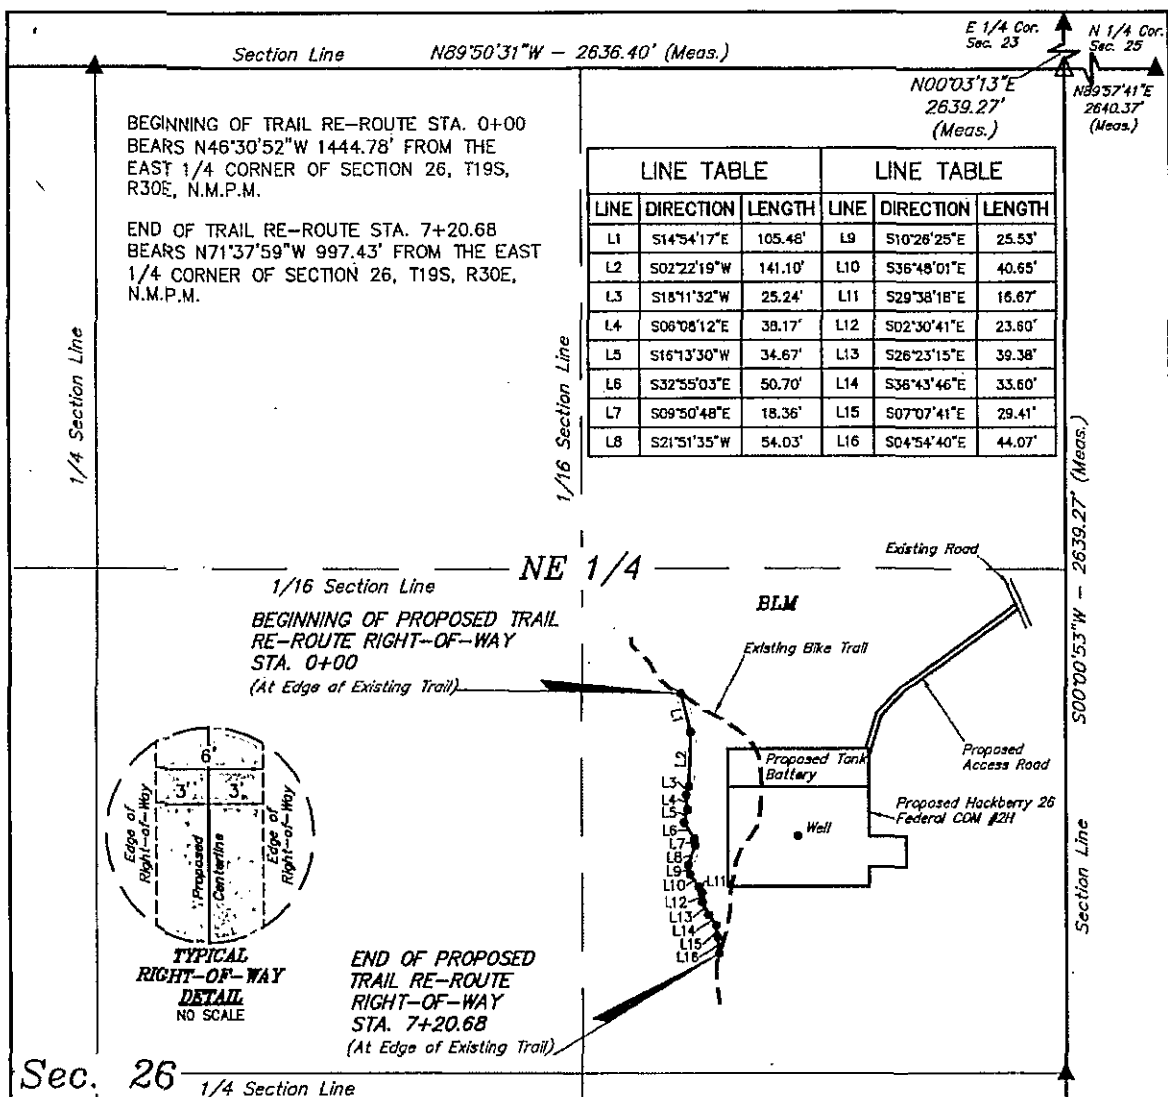 Section Line N89°50'31"W - 2636.40' (Meas.)
E 1/4 Cor.
Sec. 23
N 1/4 Cor.
Sec. 25
N00°03'13"E
2639.27'
(Meas.)
N89°57'41"E
2640.37'
(Meas.)
BEGINNING OF TRAIL RE-ROUTE STA. 0+00
BEARS N46°30'52"W 1444.78' FROM THE
EAST 1/4 CORNER OF SECTION 26, T19S,
R30E, N.M.P.M.
END OF TRAIL RE-ROUTE STA. 7+20.68
BEARS N71°37'59"W 997.43' FROM THE EAST
1/4 CORNER OF SECTION 26, T19S, R30E,
N.M.P.M.
LINE TABLE LINE TABLE
LINE DIRECTION LENGTH LINE DIRECTION LENGTH
L1 S14°54'17"E 105.48' L9 S10°28'25"E 25.53'
L2 S02°22'19"W 141.10' L10 S36°48'01"E 40.65'
L3 S18°11'32"W 25.24' L11 S29°38'18"E 16.67'
L4 S06°08'12"E 38.17' L12 S02°30'41"E 23.60'
L5 S16°13'30"W 34.67' L13 S26°23'15"E 39.38'
L6 S32°55'03"E 50.70' L14 S36°43'46"E 33.60'
L7 S09°50'48"E 18.36' L15 S07°07'41"E 29.41'
L8 S21°51'35"W 54.03' L16 S04°54'40"E 44.07'
1/4 Section Line
1/16 Section Line
S00°00'53"W - 2639.27' (Meas.)
Section Line
NE 1/4
1/16 Section Line
Existing Road
BLM
BEGINNING OF PROPOSED TRAIL
RE-ROUTE RIGHT-OF-WAY
STA. 0+00
(At Edge of Existing Trail)
Existing Bike Trail
Proposed
Access Road
Proposed Tank
Battery
Proposed Hackberry 26
Federal COM #2H
Well
L1
L2
L3
L4
L5
L6
L7
L8
L9
L10
L11
L12
L13
L14
L15
L16
6'
3' 3'
Edge of
Right-of-Way
Proposed
Centerline
Edge of
Right-of-Way
TYPICAL
RIGHT-OF-WAY
DETAIL
NO SCALE
END OF PROPOSED
TRAIL RE-ROUTE
RIGHT-OF-WAY
STA. 7+20.68
(At Edge of Existing Trail)
Sec. 26
1/4 Section Line